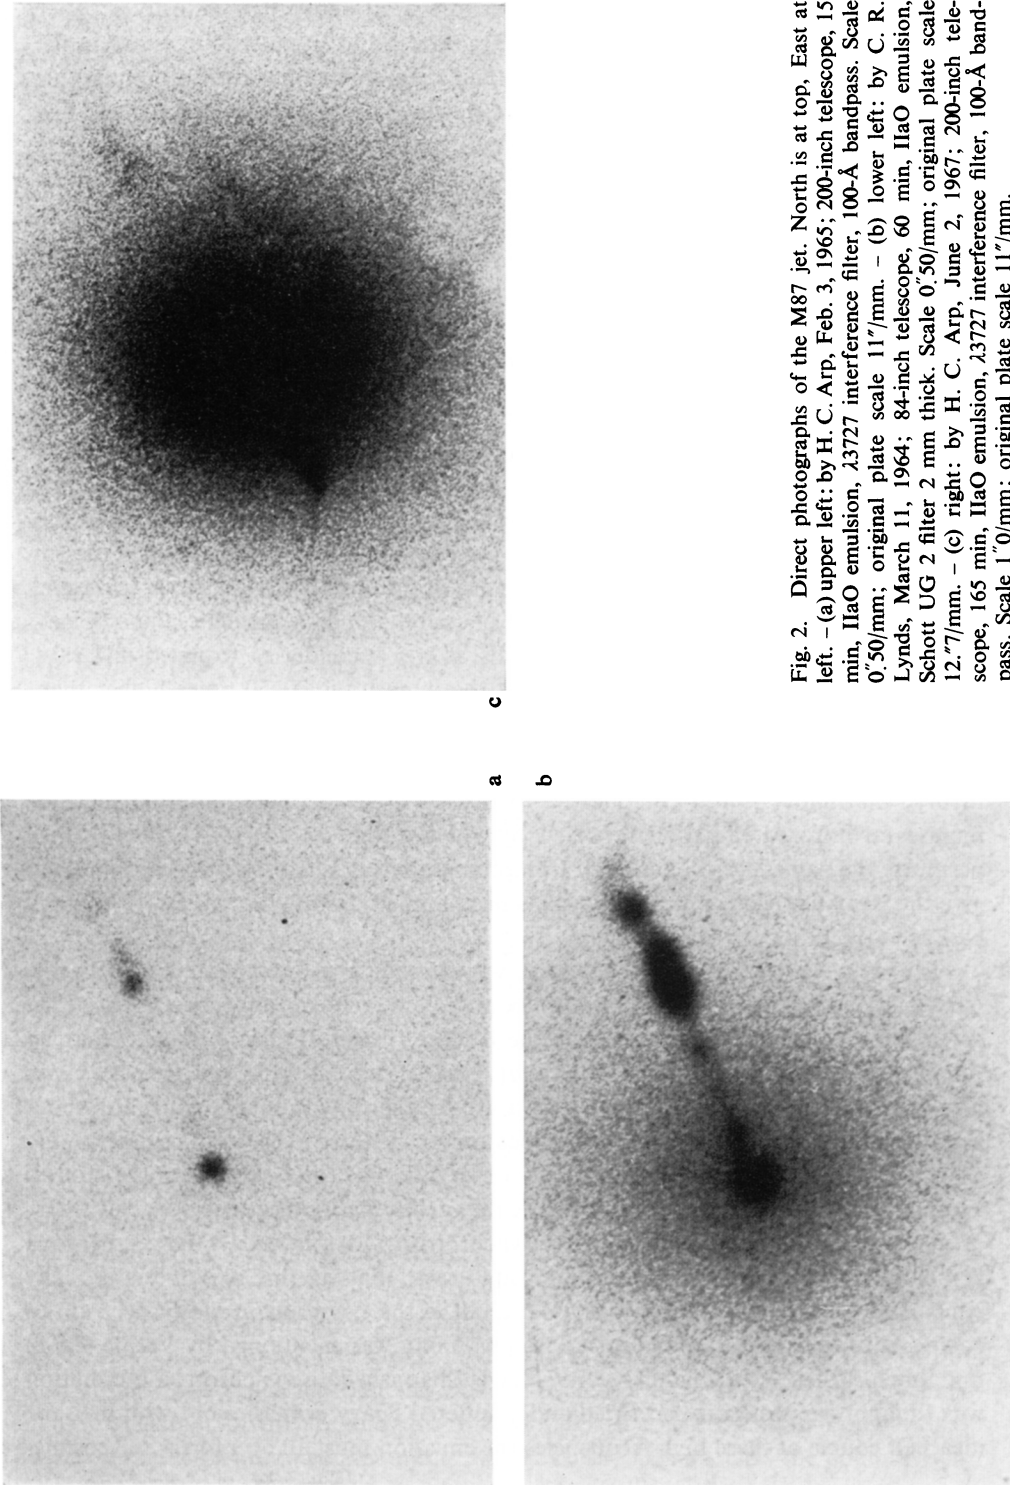 c
a
b
Fig. 2. Direct photographs of the M87 jet. North is at top, East at
left. – (a) upper left: by H. C. Arp, Feb. 3, 1965; 200-inch telescope, 15
min, IIaO emulsion, λ3727 interference filter, 100-Å bandpass. Scale
0″.50/mm; original plate scale 11″/mm. – (b) lower left: by C. R.
Lynds, March 11, 1964; 84-inch telescope, 60 min, IIaO emulsion,
Schott UG 2 filter 2 mm thick. Scale 0″.50/mm; original plate scale
12.″7/mm. – (c) right: by H. C. Arp, June 2, 1967; 200-inch tele-
scope, 165 min, IIaO emulsion, λ3727 interference filter, 100-Å band-
pass. Scale 1″.0/mm; original plate scale 11″/mm.